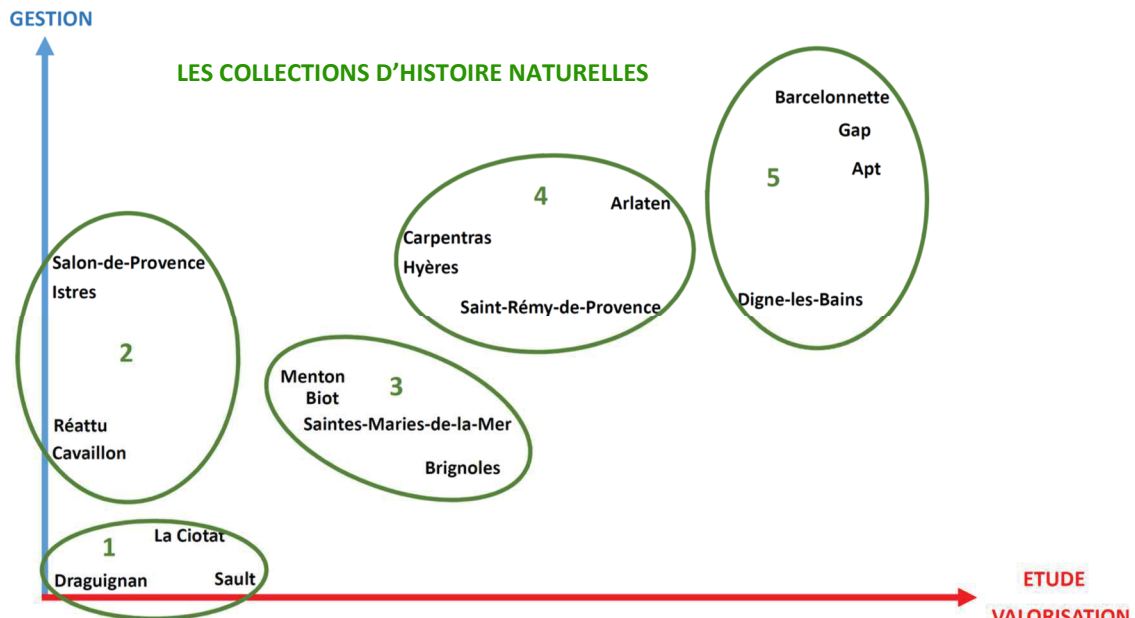 GESTION
LES COLLECTIONS D'HISTOIRE NATURELLES
Barcelonnette
Gap
Apt
5
4
Arlaten
Carpentras
Hyères
Saint-Rémy-de-Provence
Digne-les-Bains
Salon-de-Provence
Istres
2
Réattu
Cavaillon
Menton
3
Biot
Saintes-Maries-de-la-Mer
Brignoles
La Ciotat
1
Draguignan
Sault
ETUDE
VALORISATION